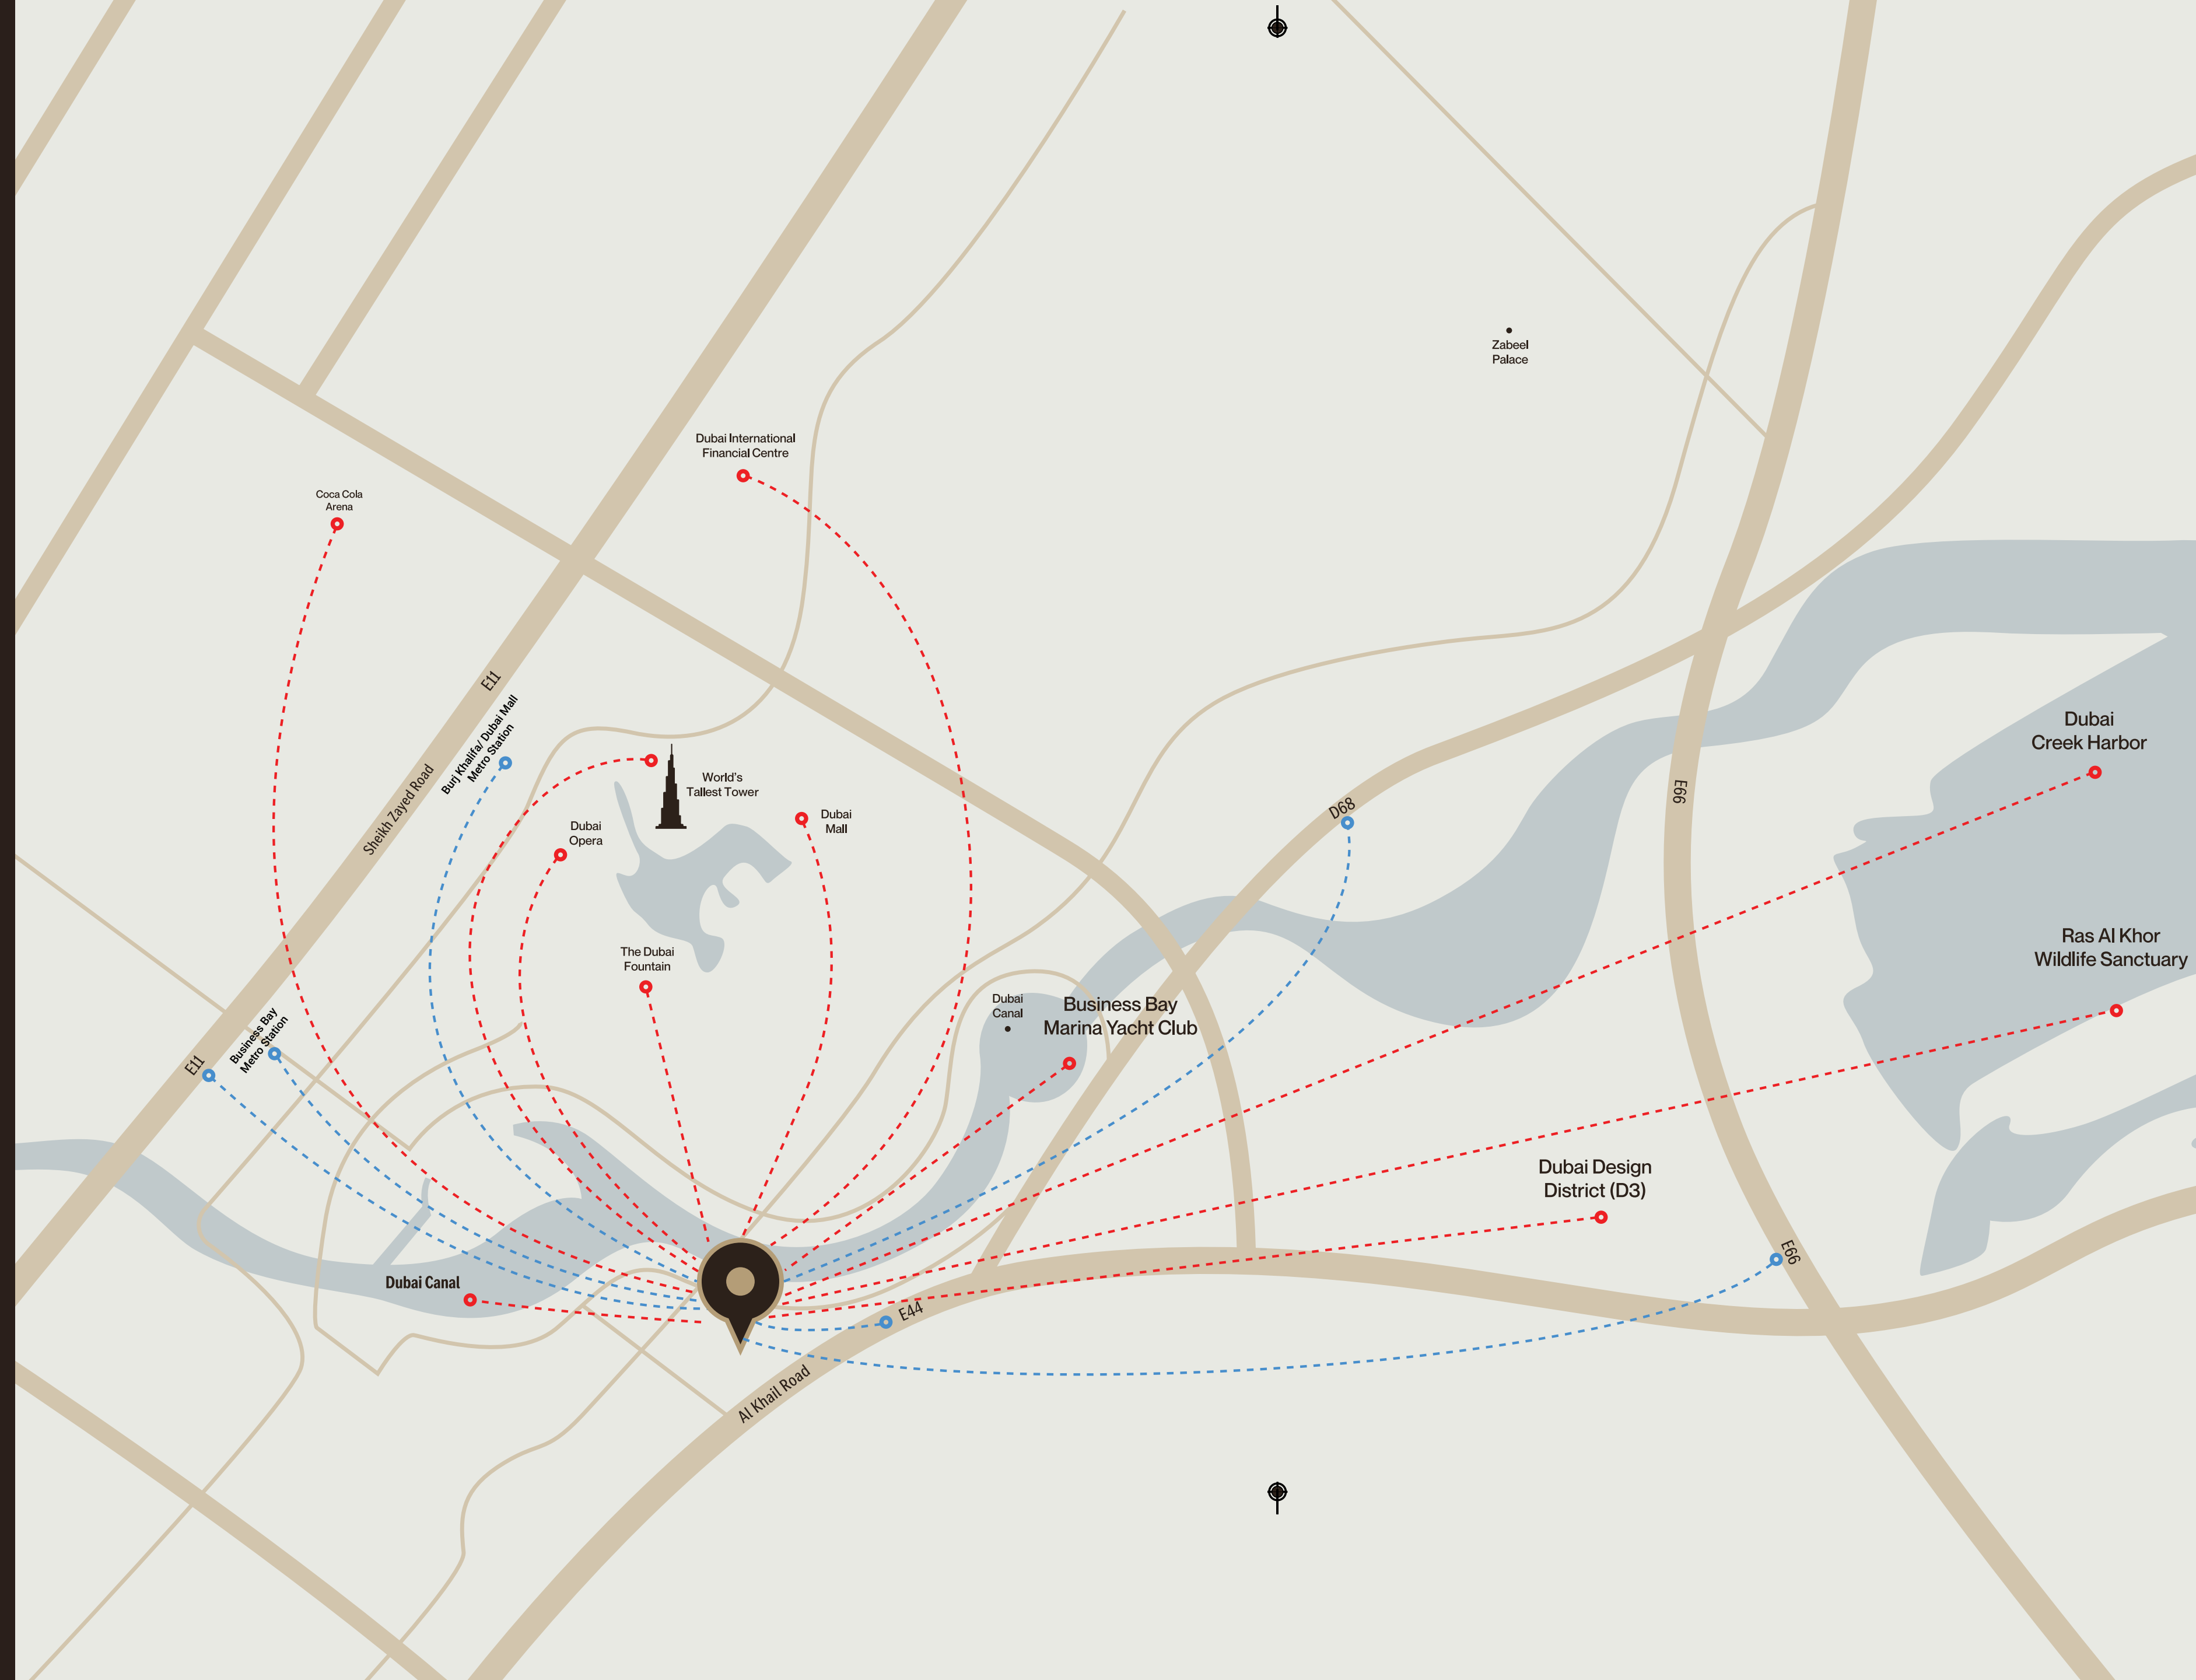 Zabeel
Palace
Dubai International
Financial Centre
Coca Cola
Arena
E11
Burj Khalifa/ Dubai Mall
Metro Station
Sheikh Zayed Road
World's
Tallest Tower
Dubai
Mall
Dubai
Opera
The Dubai
Fountain
D68
E66
Dubai
Creek Harbor
Ras Al Khor
Wildlife Sanctuary
Dubai
Canal
Business Bay
Marina Yacht Club
Business Bay
Metro Station
E11
Dubai Design
District (D3)
E66
Dubai Canal
E44
Al Khail Road